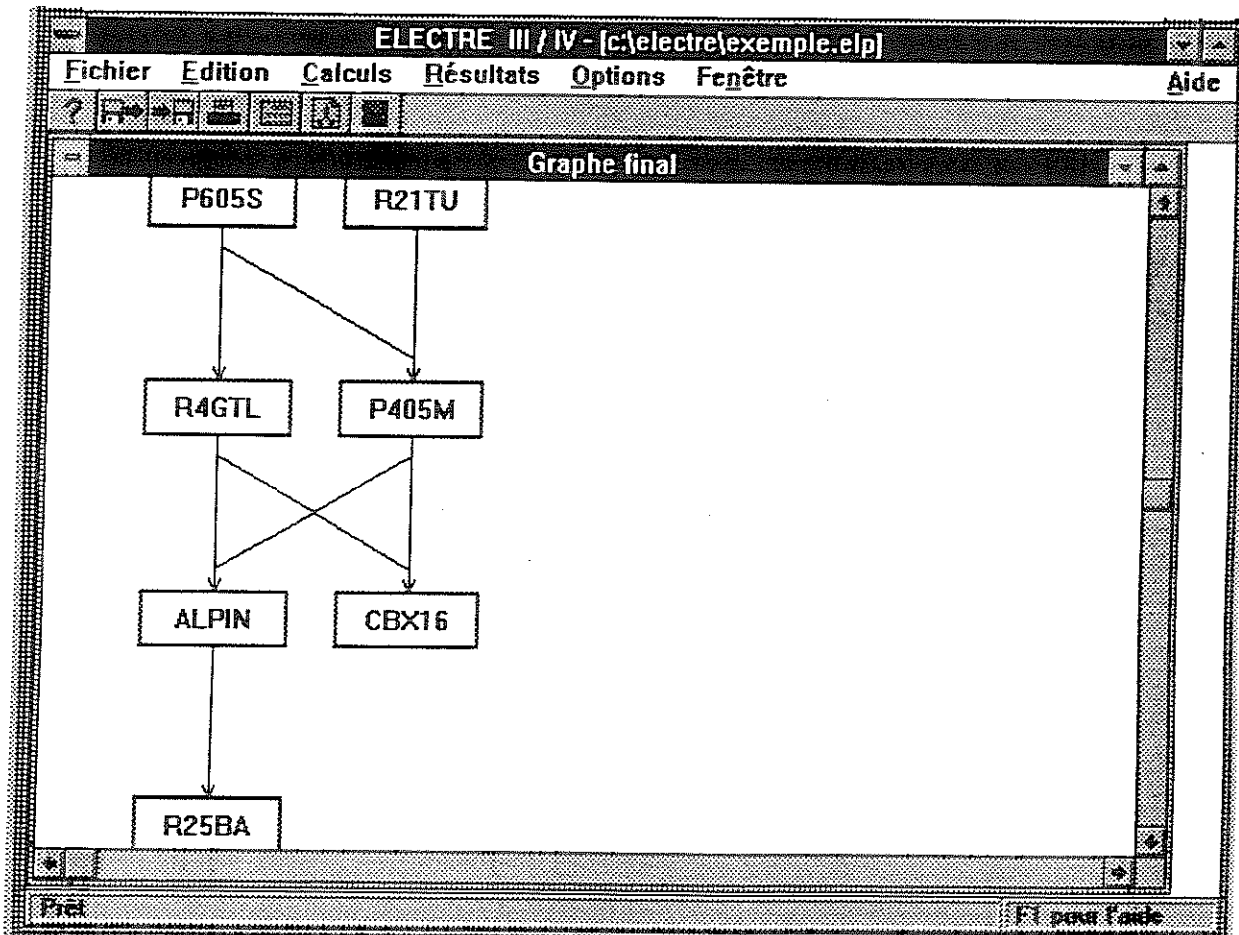 ELECTRE III / IV - [c:\electre\exemple.elp]
Fichier Edition Calculs Résultats Options Fenêtre Aide
?
Graphe final
P605S R21TU
R4GTL P405M
ALPIN CBX16
R25BA
Prêt F1 pour l'aide